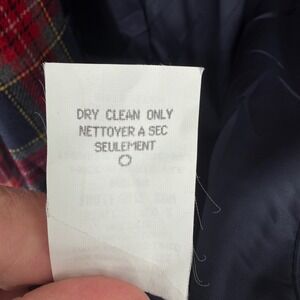 DRY CLEAN ONLY
NETTOYER A SEC
SEULEMENT